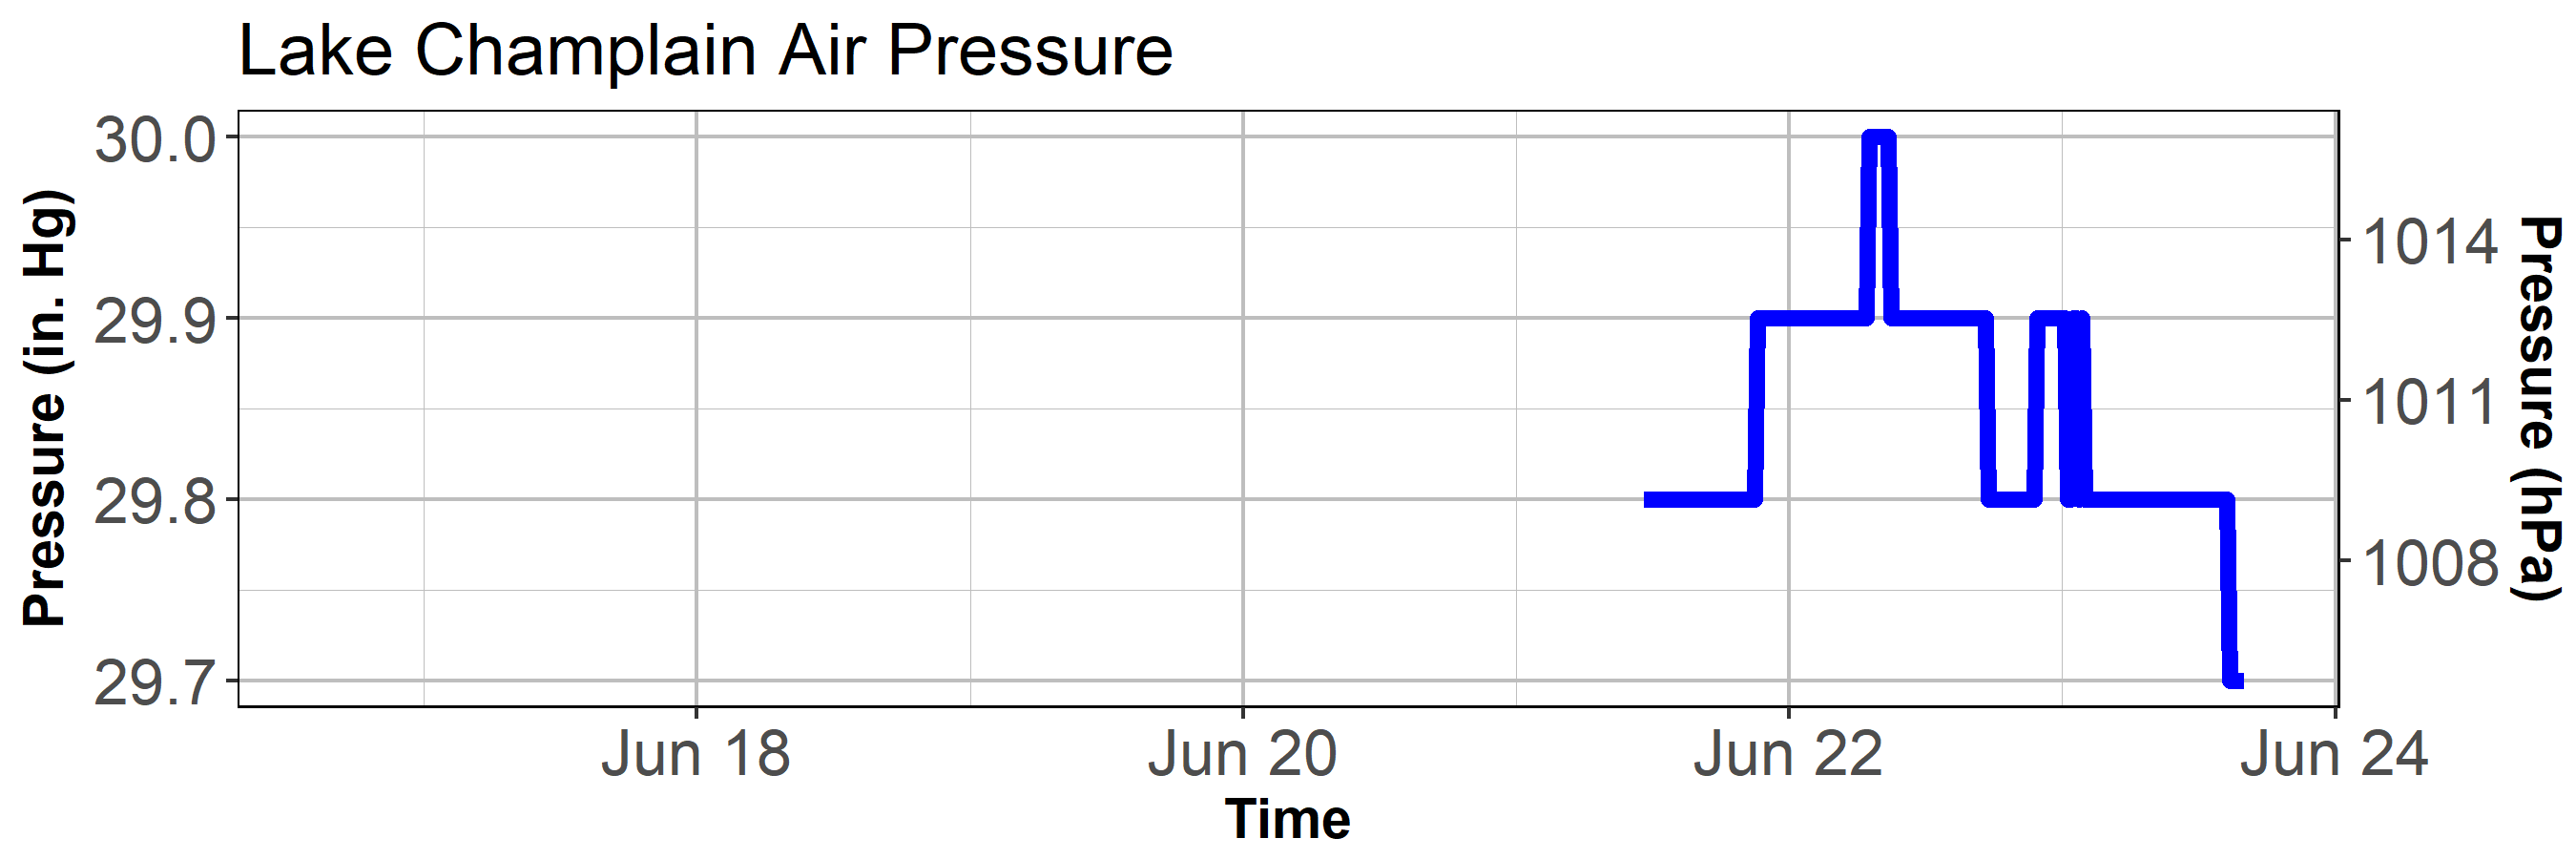 Lake Champlain Air Pressure
30.0
29.9
29.8
29.7
Pressure (in. Hg)
1014
1011
1008
Pressure (hPa)
Jun 18
Jun 20
Jun 22
Jun 24
Time